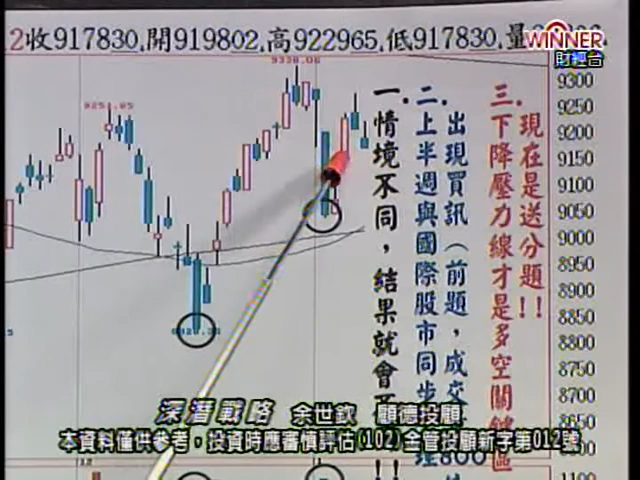 2收917830,開919802,高922965,低917830,量
WINNER
財經台
9338.06
9254.85
9300
9250
9200
9150
9100
9050
9000
8950
8900
8850
8800
8750
8700
8650
三.現在是送分題!!
下降壓力線才是多空關鍵區
二.出現買訊(前題,成交
上半週與國際股市同步
800
一.情境不同,結果就會
!!
12
1
深潛戰略 余世欽 顧德投顧
本資料僅供參考,投資時應審慎評估(102)金管投顧新字第012號